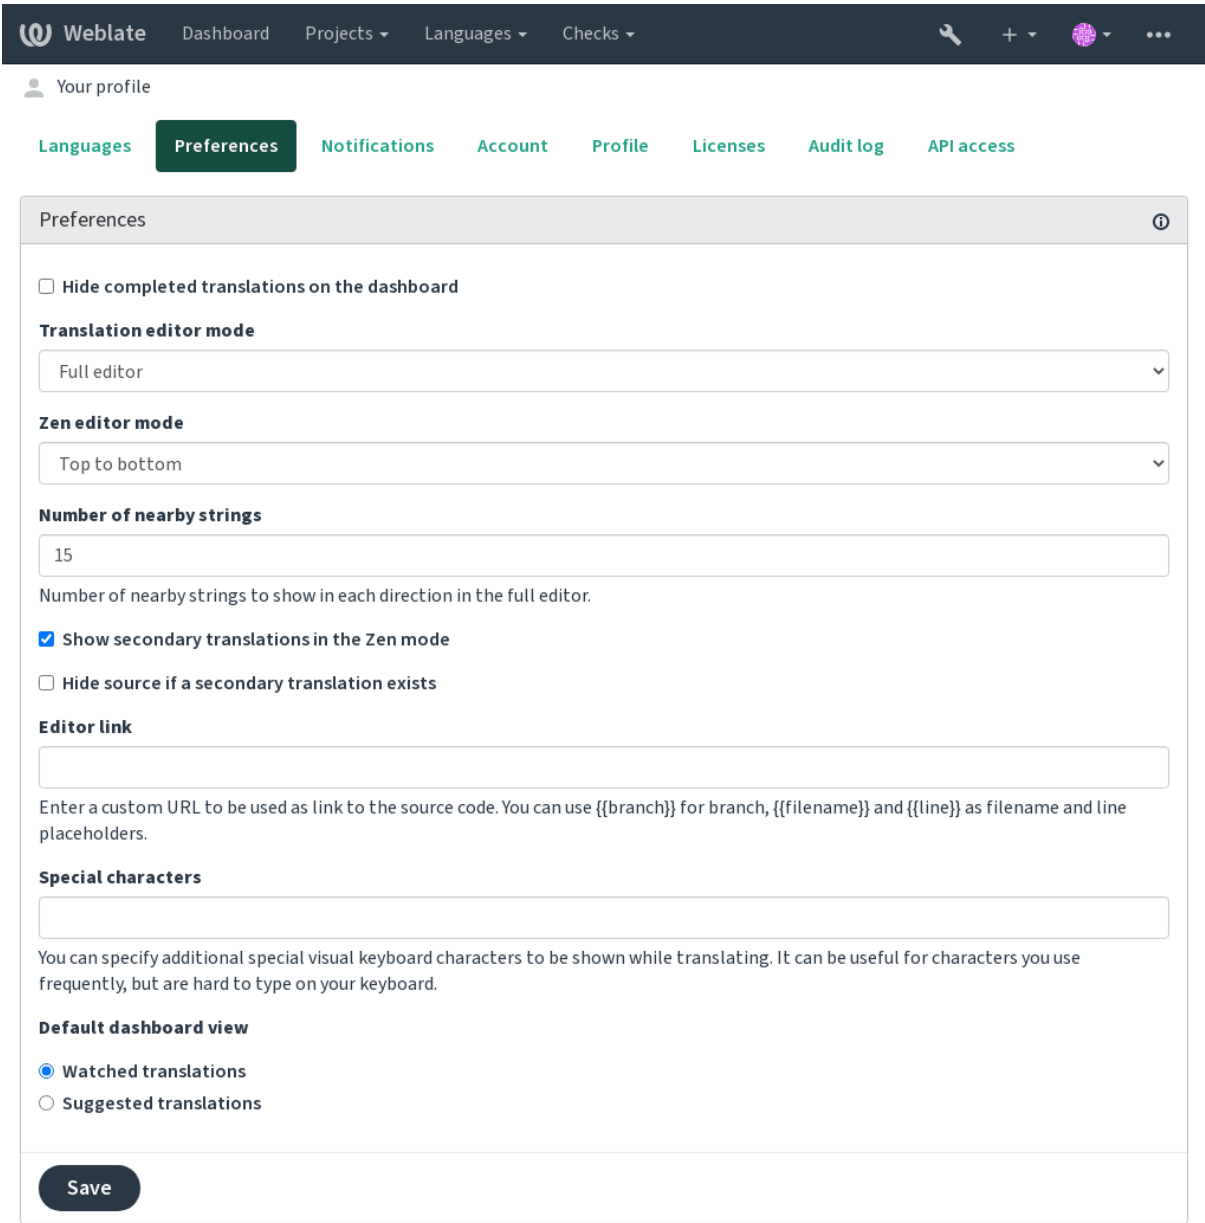 Weblate Dashboard Projects Languages Checks
Your profile
Languages Preferences Notifications Account Profile Licenses Audit log API access
Preferences
Hide completed translations on the dashboard
Translation editor mode
Full editor
Zen editor mode
Top to bottom
Number of nearby strings
15
Number of nearby strings to show in each direction in the full editor.
Show secondary translations in the Zen mode
Hide source if a secondary translation exists
Editor link
Enter a custom URL to be used as link to the source code. You can use {{branch}} for branch, {{filename}} and {{line}} as filename and line
placeholders.
Special characters
You can specify additional special visual keyboard characters to be shown while translating. It can be useful for characters you use
frequently, but are hard to type on your keyboard.
Default dashboard view
Watched translations
Suggested translations
Save